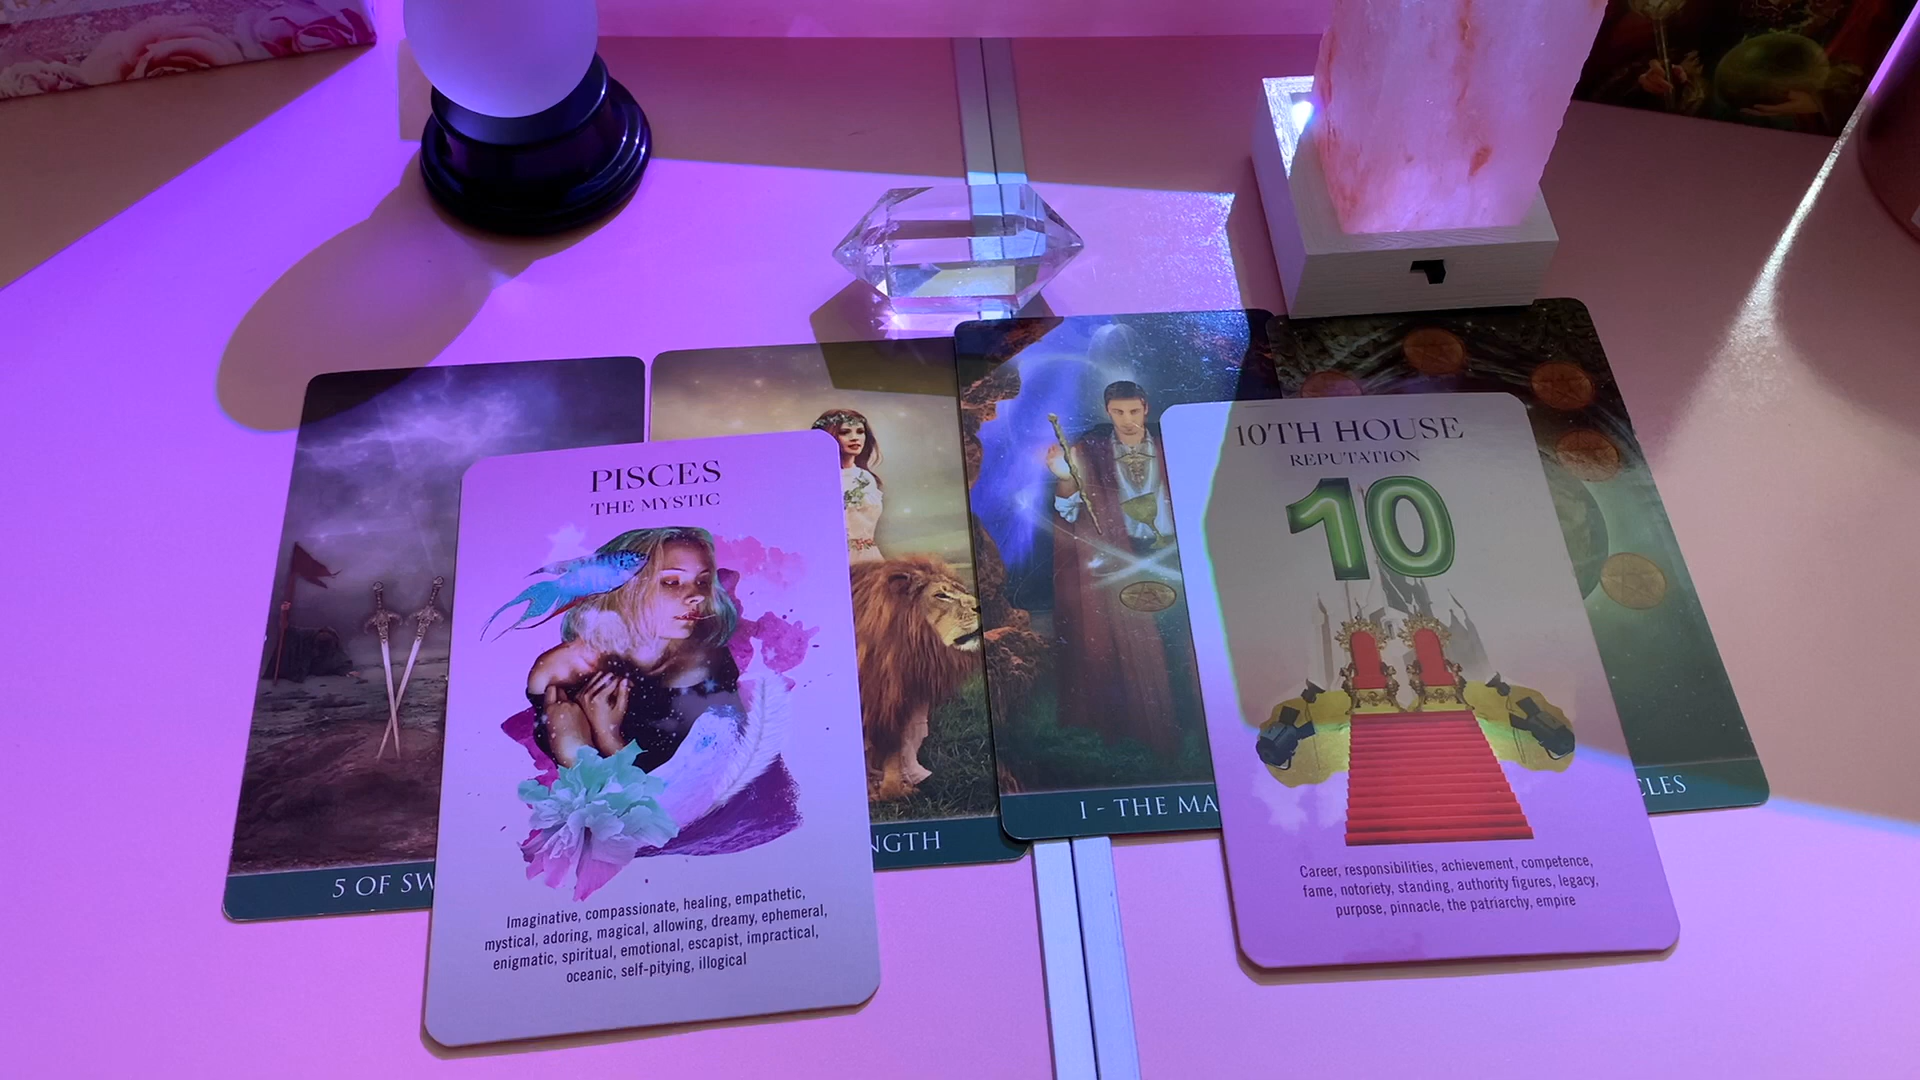 PISCES
THE MYSTIC
Imaginative, compassionate, healing, empathetic,
mystical, adoring, magical, allowing, dreamy, ephemeral,
enigmatic, spiritual, emotional, escapist, impractical,
oceanic, self-pitying, illogical
5 OF SW
NGTH
I - THE MA
10TH HOUSE
REPUTATION
10
Career, responsibilities, achievement, competence,
fame, notoriety, standing, authority figures, legacy,
purpose, pinnacle, the patriarchy, empire
CLES